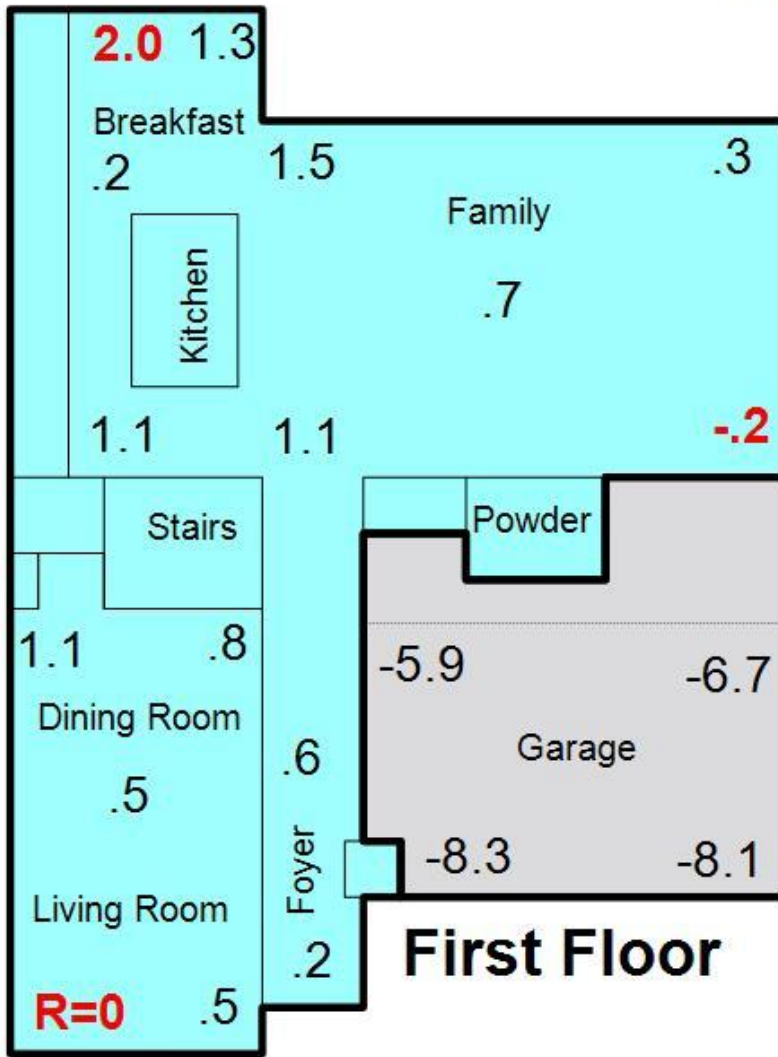 2.0 1.3
Breakfast
.2 1.5 .3
Family
Kitchen
.7
1.1 1.1 -.2
Stairs Powder
1.1 .8 -5.9 -6.7
Dining Room
.6 Garage
.5
-8.3 -8.1
Foyer
Living Room
First Floor
.2
R=0 .5